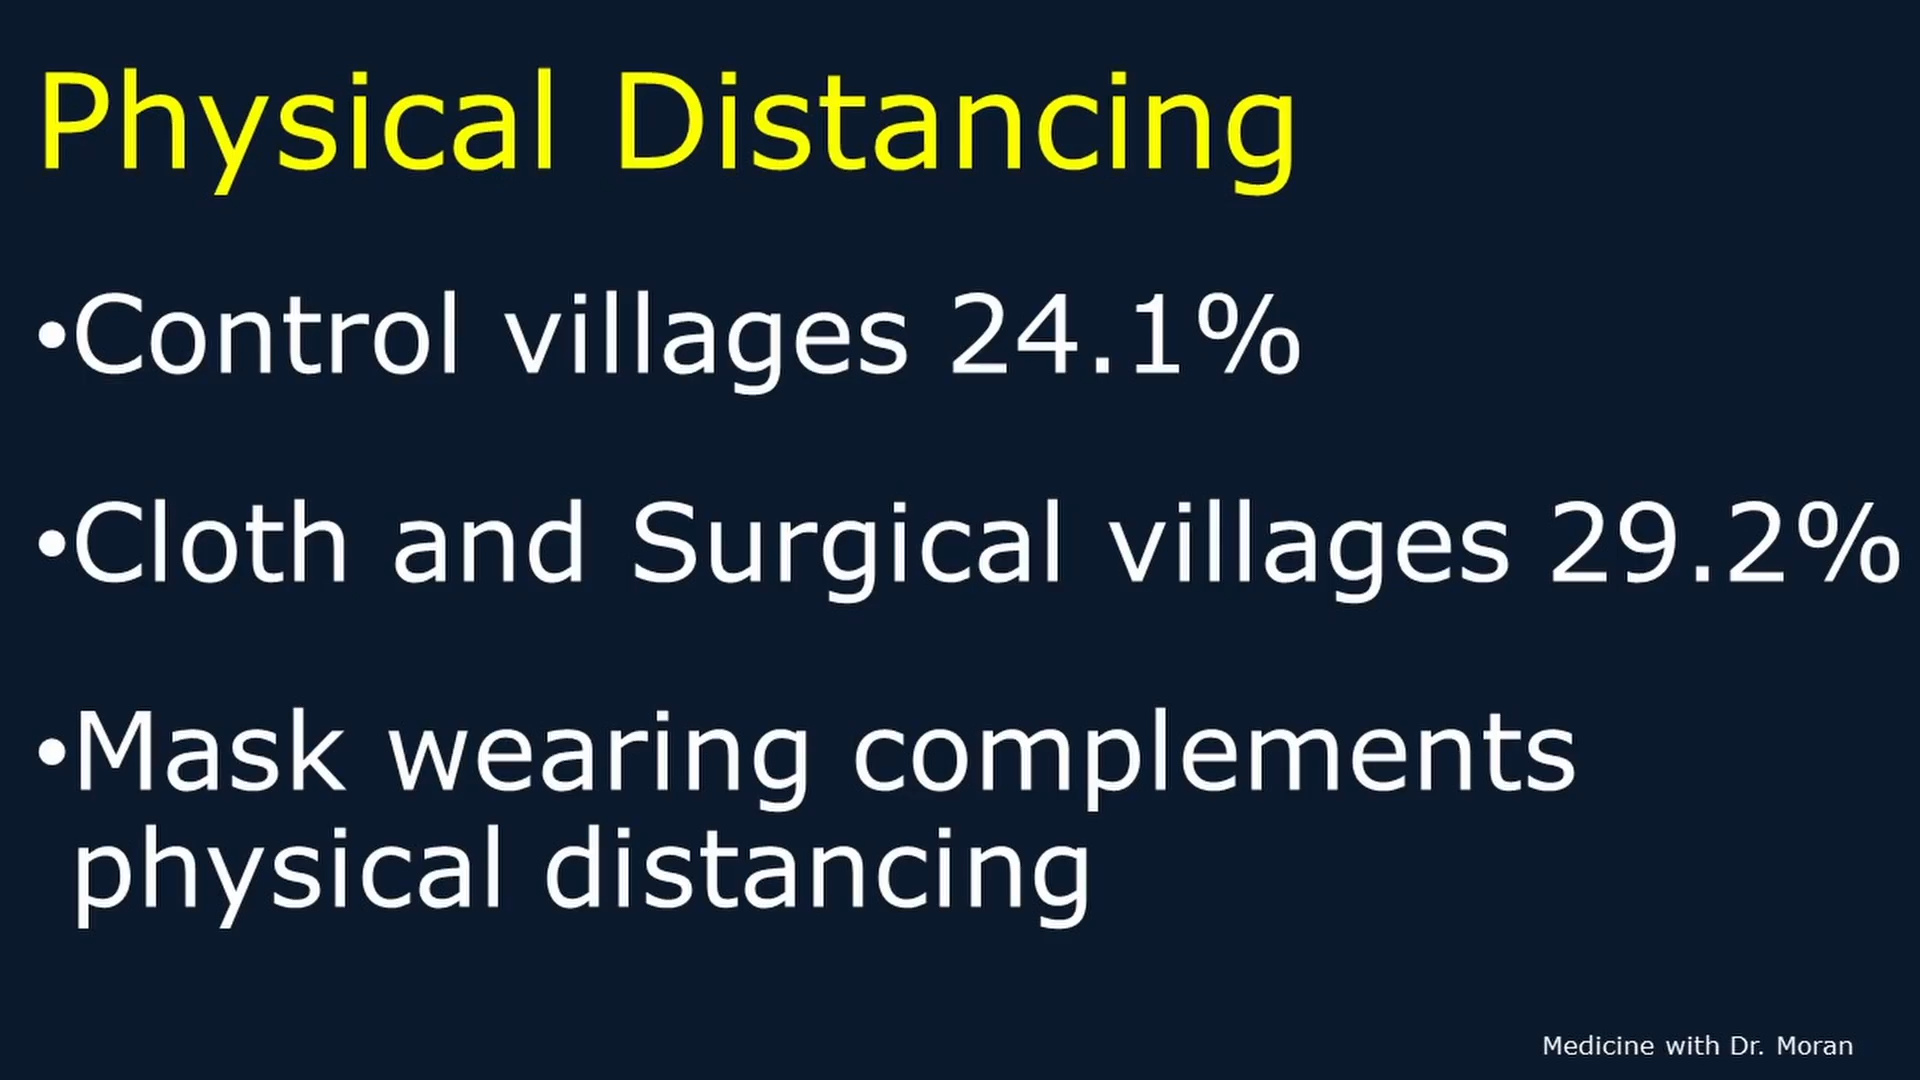 Physical Distancing
•Control villages 24.1%
•Cloth and Surgical villages 29.2%
•Mask wearing complements
physical distancing
Medicine with Dr. Moran